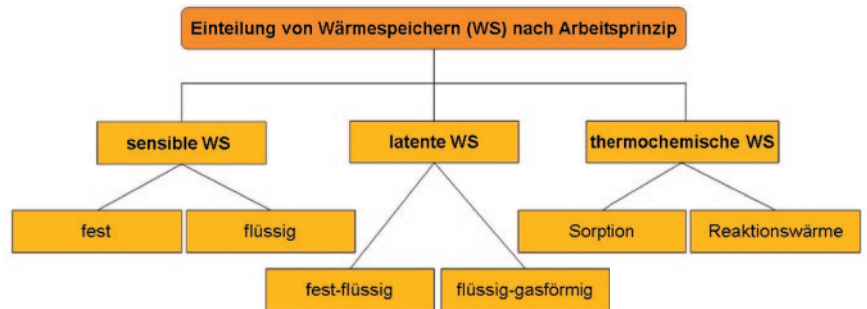 Einteilung von Wärmespeichern (WS) nach Arbeitsprinzip
sensible WS
latente WS
thermochemische WS
fest
flüssig
Sorption
Reaktionswärme
fest-flüssig
flüssig-gasförmig